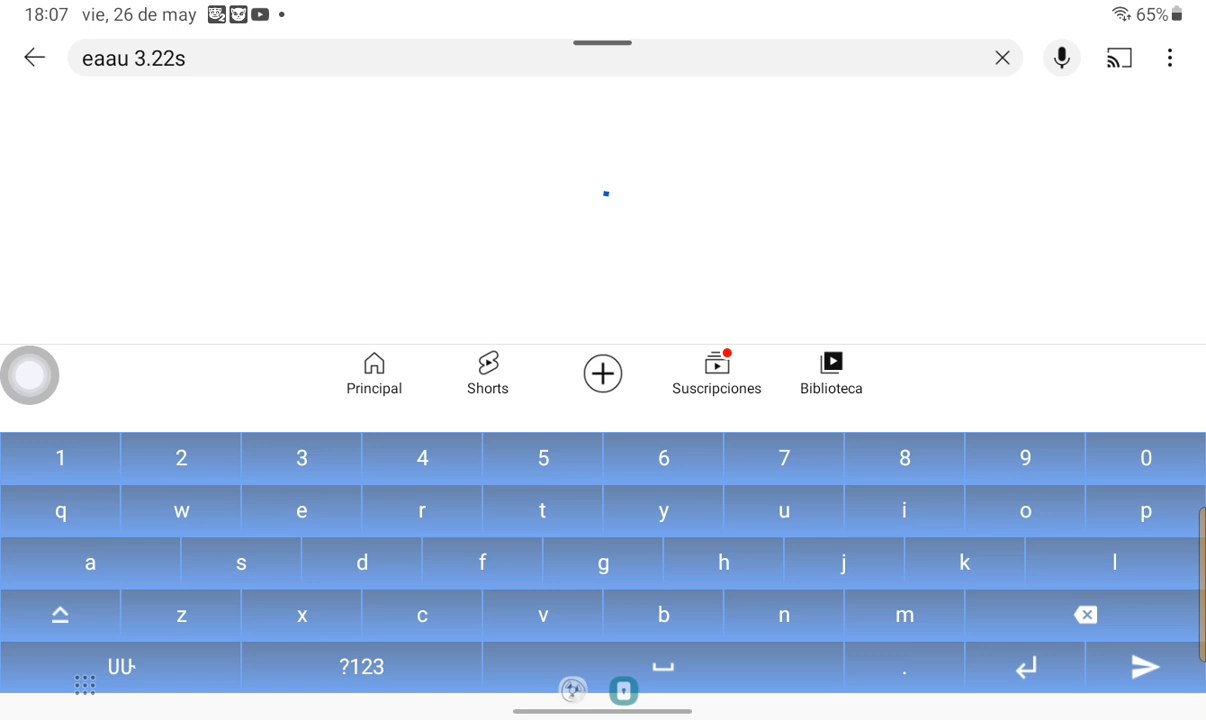 18:07 vie, 26 de may 65%
eaau 3.22s
Principal Shorts Suscripciones Biblioteca
1 2 3 4 5 6 7 8 9 0
q w e r t y u i o p
a s d f g h j k l
z x c v b n m
?123 .